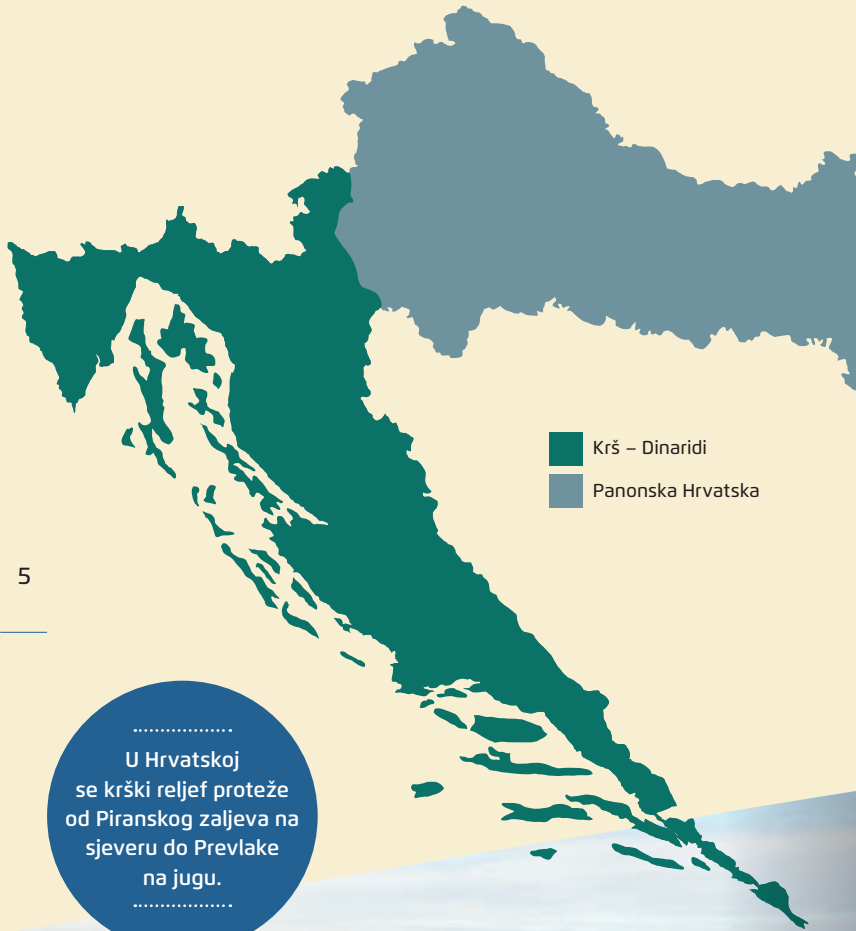 Krš – Dinaridi
Panonska Hrvatska
5
U Hrvatskoj
se krški reljef proteže
od Piranskog zaljeva na
sjeveru do Prevlake
na jugu.